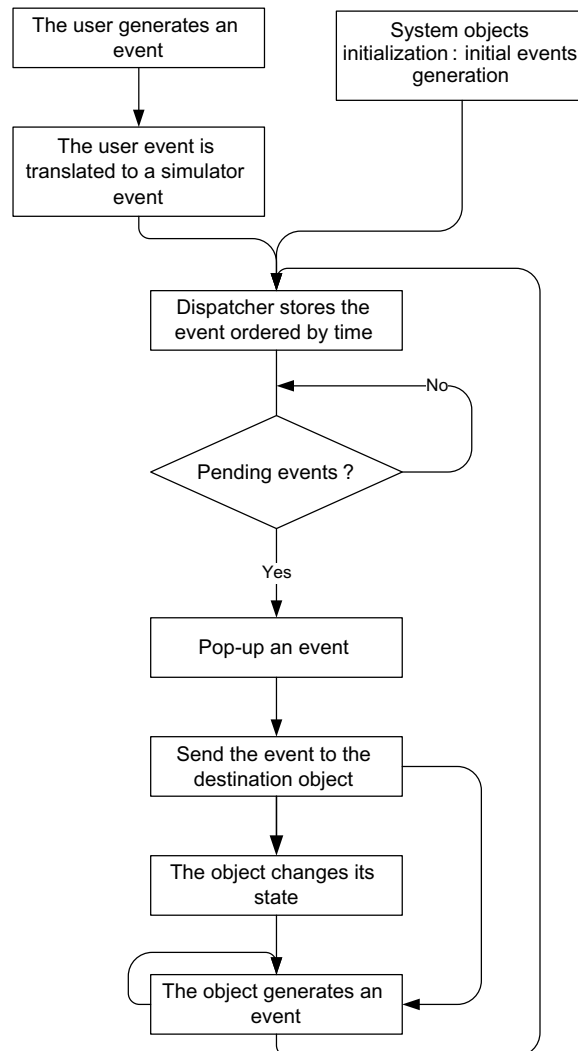 The user generates an
event
System objects
initialization : initial events
generation
The user event is
translated to a simulator
event
Dispatcher stores the
event ordered by time
No
Pending events ?
Yes
Pop-up an event
Send the event to the
destination object
The object changes its
state
The object generates an
event